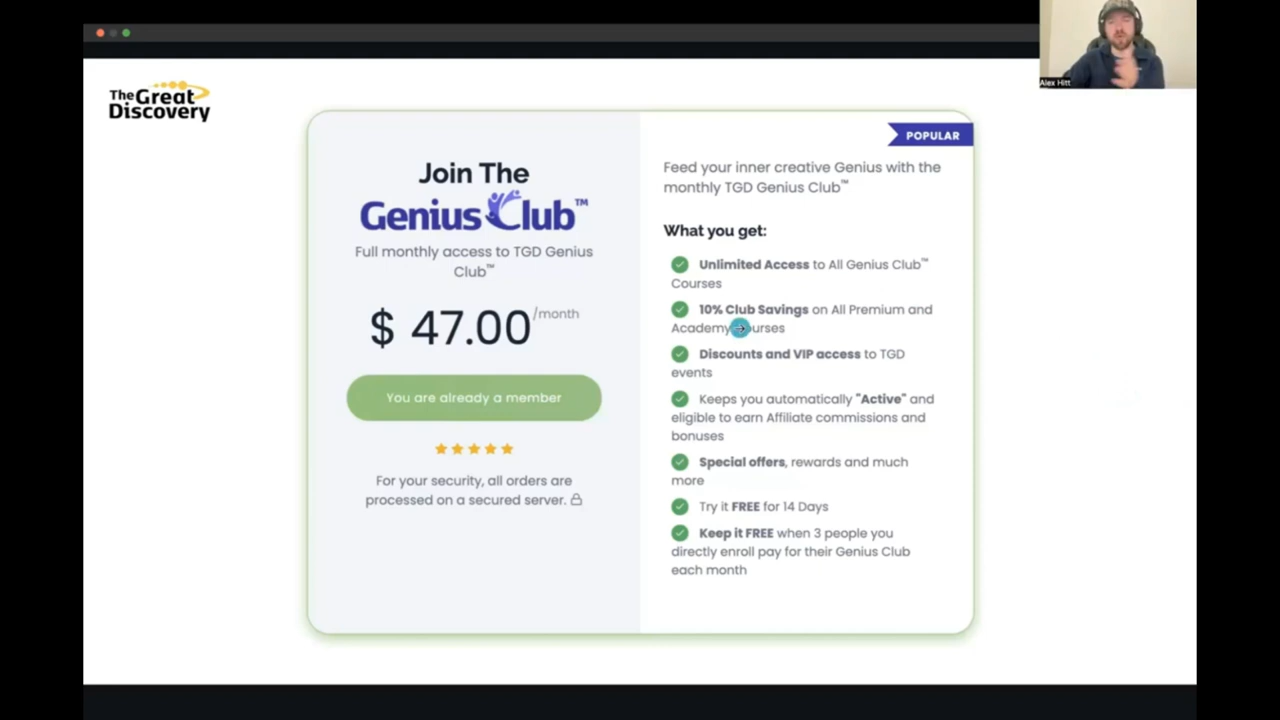 Alex Hitt
The Great
Discovery
POPULAR
Join The
Genius Club™
Full monthly access to TGD Genius
Club™
$ 47.00 /month
You are already a member
For your security, all orders are
processed on a secured server.
Feed your inner creative Genius with the
monthly TGD Genius Club™
What you get:
Unlimited Access to All Genius Club™
Courses
10% Club Savings on All Premium and
Academy ourses
Discounts and VIP access to TGD
events
Keeps you automatically "Active" and
eligible to earn Affiliate commissions and
bonuses
Special offers, rewards and much
more
Try it FREE for 14 Days
Keep it FREE when 3 people you
directly enroll pay for their Genius Club
each month